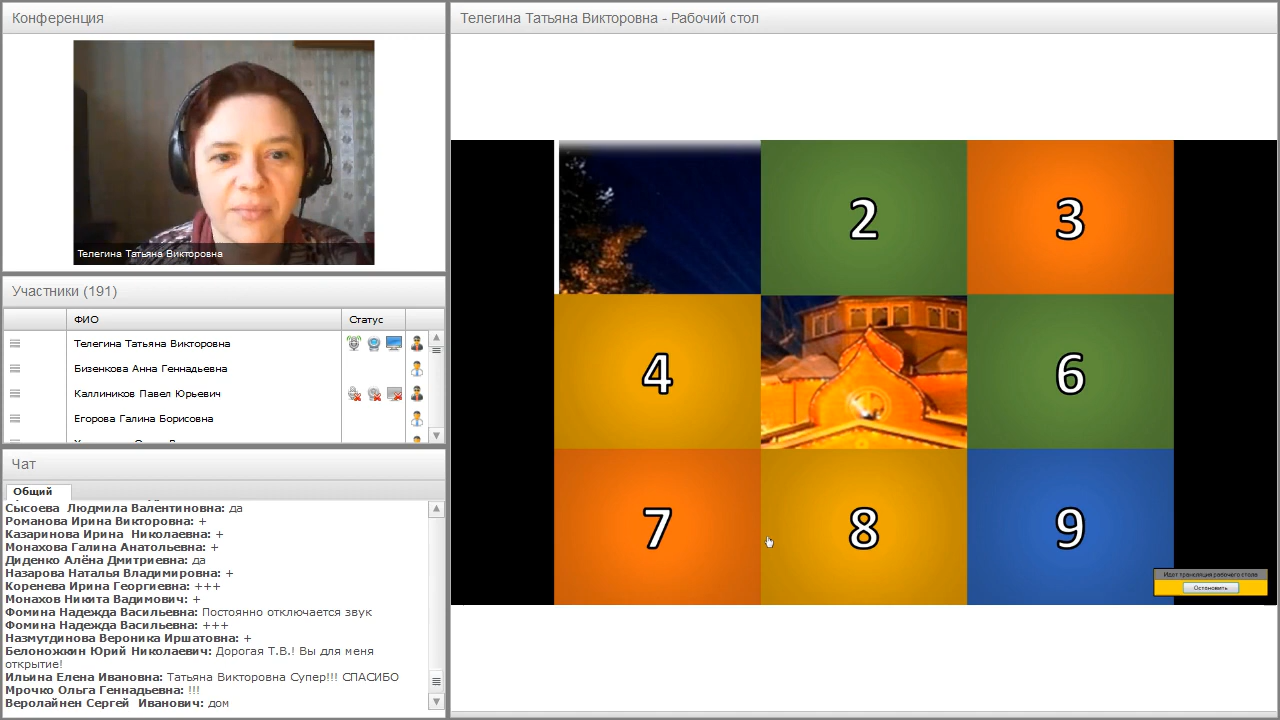 Конференция
Телегина Татьяна Викторовна
Участники (191)
ФИО
Статус
Телегина Татьяна Викторовна
Бизенкова Анна Геннадьевна
Каллиников Павел Юрьевич
Егорова Галина Борисовна
Чат
Общий
Сысоева Людмила Валентиновна: да
Романова Ирина Викторовна: +
Казаринова Ирина Николаевна: +
Монахова Галина Анатольевна: +
Диденко Алёна Дмитриевна: да
Назарова Наталья Владимировна: +
Коренева Ирина Георгиевна: +++
Монахов Никита Вадимович: +
Фомина Надежда Васильевна: Постоянно отключается звук
Фомина Надежда Васильевна: +++
Назмутдинова Вероника Иршатовна: +
Белоножкин Юрий Николаевич: Дорогая Т.В.! Вы для меня
открытие!
Ильина Елена Ивановна: Татьяна Викторовна Супер!!! СПАСИБО
Мрочко Ольга Геннадьевна: !!!
Веролайнен Сергей Иванович: дом
Телегина Татьяна Викторовна - Рабочий стол
2
3
4
6
7
8
9
Идет трансляция рабочего стола
Остановить